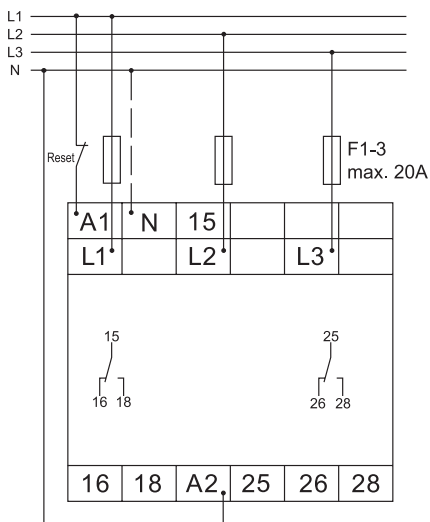 L1
L2
L3
N
Reset
F1-3
max. 20A
A1 N 15
L1 L2 L3
15 25
16 18 26 28
16 18 A2 25 26 28